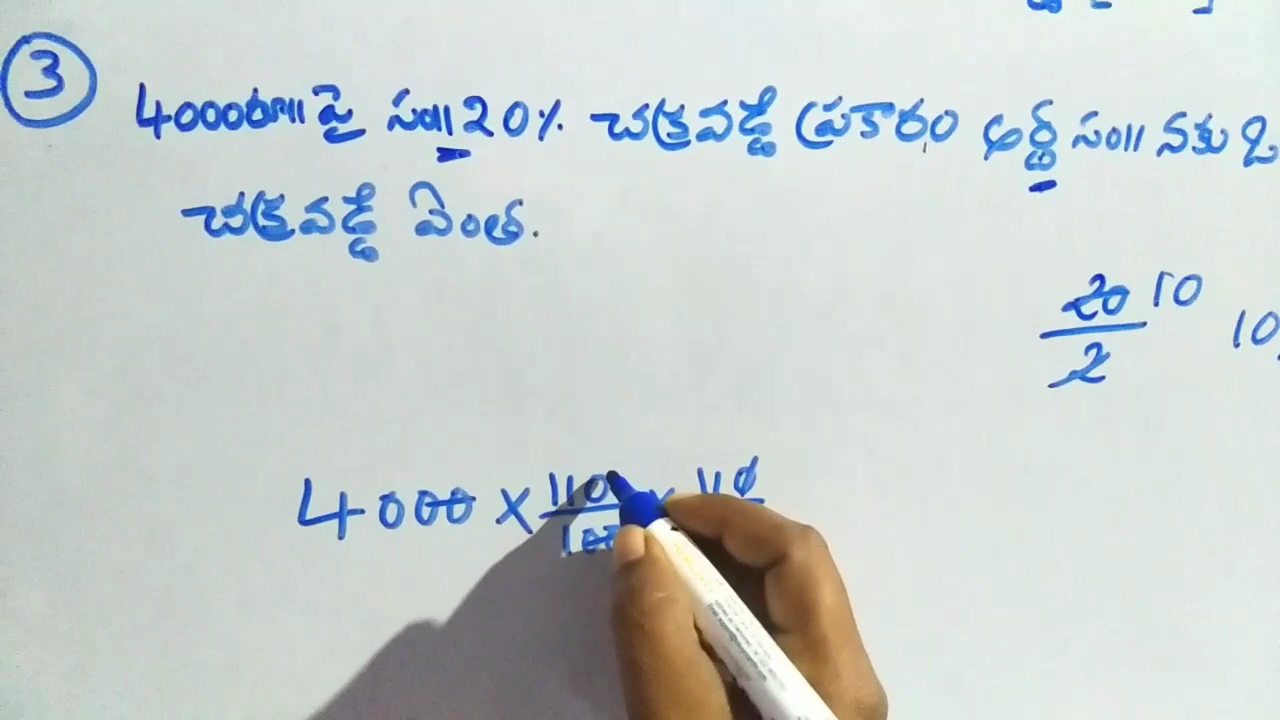 3
4000రూ॥ పై సం॥ 20% చక్రవడ్డీ ప్రకారం అర్ధ సం॥ నకు ఓ
చక్రవడ్డీ ఏంత.
20 10
2
10
4000 × 110 × 110
100